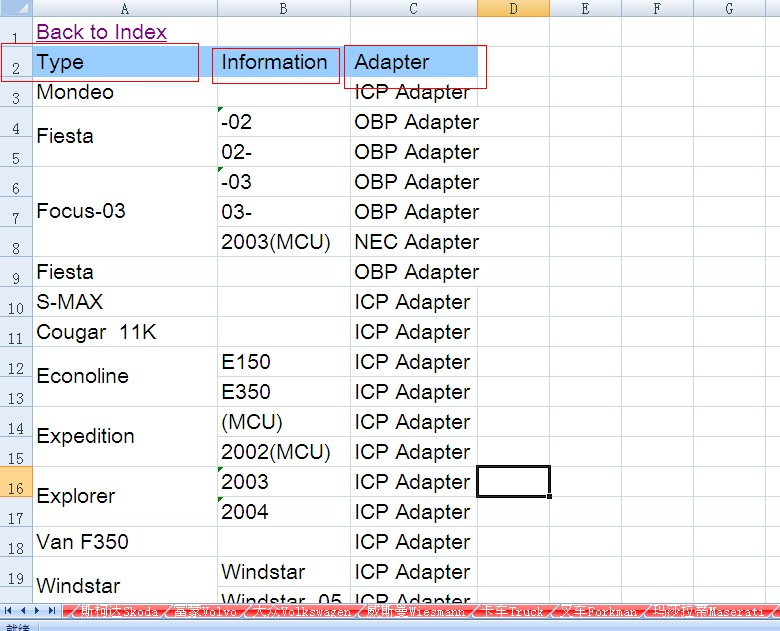 A B C D E F G
1 Back to Index
2 Type Information Adapter
3 Mondeo ICP Adapter
4 Fiesta -02 OBP Adapter
5 02- OBP Adapter
6 -03 OBP Adapter
7 Focus-03 03- OBP Adapter
8 2003(MCU) NEC Adapter
9 Fiesta OBP Adapter
10 S-MAX ICP Adapter
11 Cougar 11K ICP Adapter
12 Econoline E150 ICP Adapter
13 E350 ICP Adapter
14 Expedition (MCU) ICP Adapter
15 2002(MCU) ICP Adapter
16 Explorer 2003 ICP Adapter
17 2004 ICP Adapter
18 Van F350 ICP Adapter
19 Windstar Windstar ICP Adapter
Windstar 05 ICP Adapter
斯柯达Skoda 富豪Volvo 大众Volkswagen 威斯曼Wiesmann 卡车Truck 叉车Forkman 玛莎拉蒂Maserati
就绪